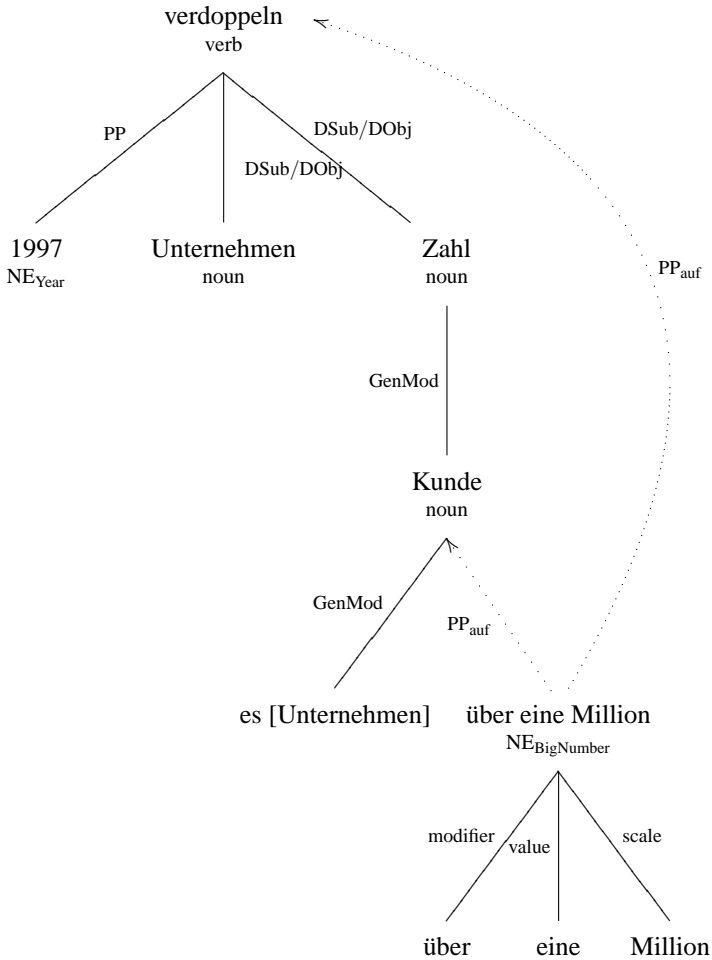 verdoppeln
verb
PP
DSub/DObj
DSub/DObj
1997
NE_Year
Unternehmen
noun
Zahl
noun
PP_auf
GenMod
Kunde
noun
GenMod
PP_auf
es [Unternehmen]
über eine Million
NE_BigNumber
modifier
value
scale
über
eine
Million